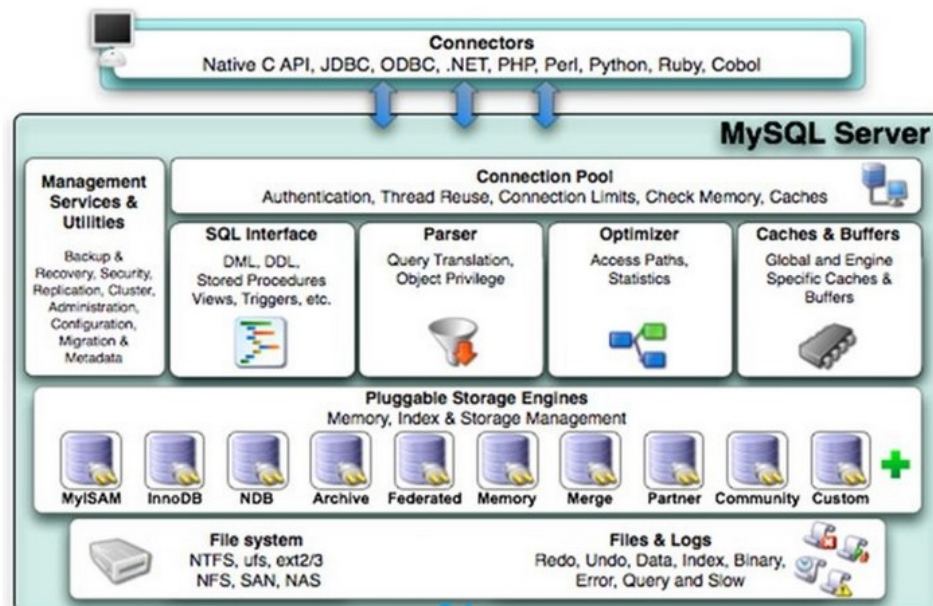 Connectors
Native C API, JDBC, ODBC, .NET, PHP, Perl, Python, Ruby, Cobol
MySQL Server
Management
Services &
Utilities
Backup &
Recovery, Security,
Replication, Cluster,
Administration,
Configuration,
Migration &
Metadata
Connection Pool
Authentication, Thread Reuse, Connection Limits, Check Memory, Caches
SQL Interface
DML, DDL,
Stored Procedures
Views, Triggers, etc.
Parser
Query Translation,
Object Privilege
Optimizer
Access Paths,
Statistics
Caches & Buffers
Global and Engine
Specific Caches &
Buffers
Pluggable Storage Engines
Memory, Index & Storage Management
MyISAM
InnoDB
NDB
Archive
Federated
Memory
Merge
Partner
Community
Custom
File system
NTFS, ufs, ext2/3
NFS, SAN, NAS
Files & Logs
Redo, Undo, Data, Index, Binary,
Error, Query and Slow